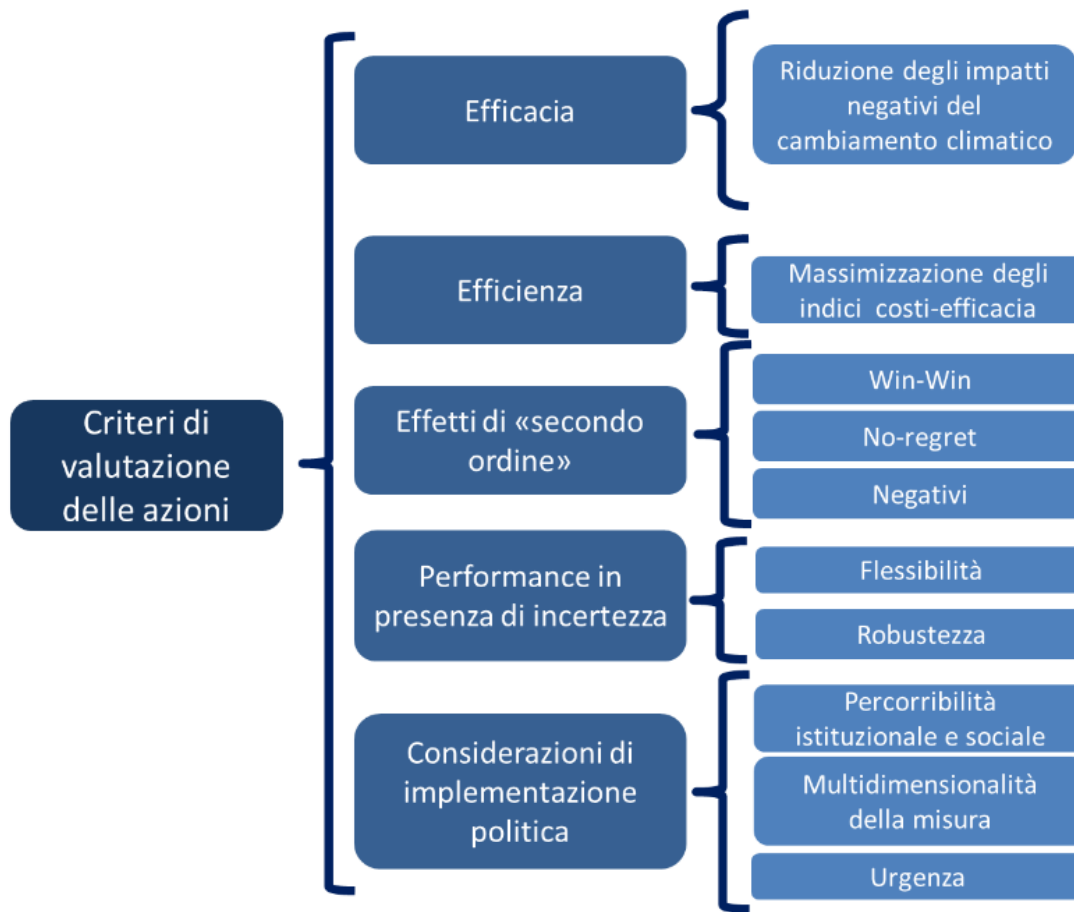 Criteri di
valutazione
delle azioni
Efficacia
Riduzione degli impatti
negativi del
cambiamento climatico
Efficienza
Massimizzazione degli
indici costi-efficacia
Effetti di «secondo
ordine»
Win-Win
No-regret
Negativi
Performance in
presenza di incertezza
Flessibilità
Robustezza
Considerazioni di
implementazione
politica
Percorribilità
istituzionale e sociale
Multidimensionalità
della misura
Urgenza